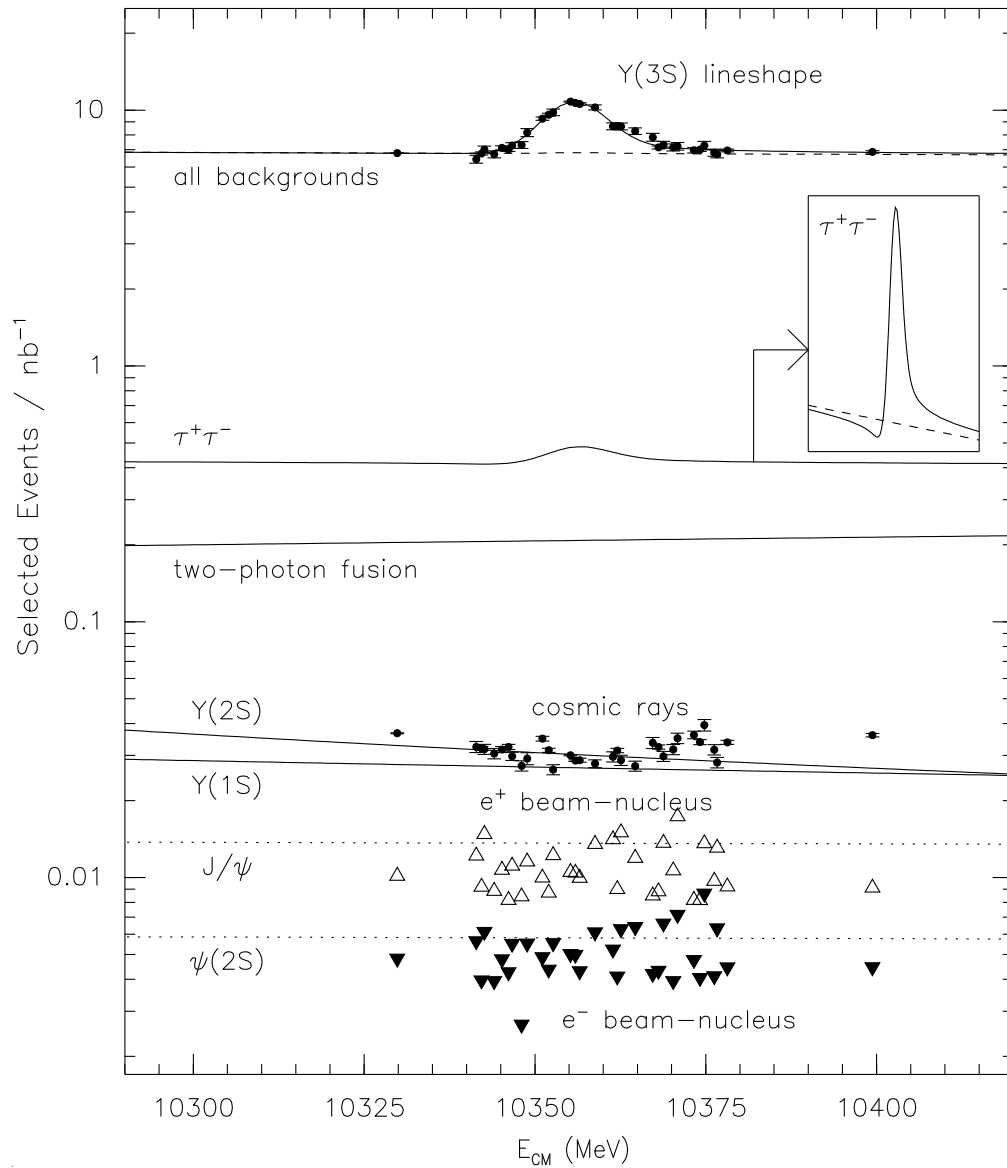 Υ(3S) lineshape
10
all backgrounds
τ⁺τ⁻
1
τ⁺τ⁻
two-photon fusion
0.1
Υ(2S)
cosmic rays
Υ(1S)
e⁺ beam-nucleus
J/ψ
0.01
ψ(2S)
e⁻ beam-nucleus
10300
10325
10350
10375
10400
E_CM (MeV)
Selected Events / nb⁻¹